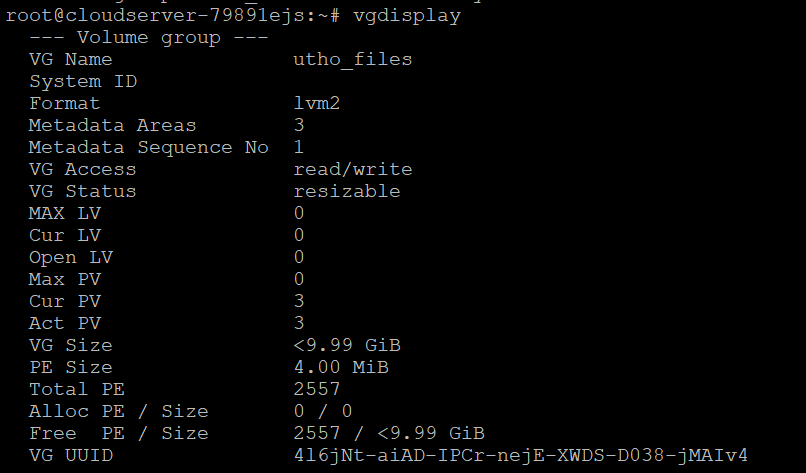 root@cloudserver-79891ejs:~# vgdisplay
--- Volume group ---
VG Name utho_files
System ID
Format lvm2
Metadata Areas 3
Metadata Sequence No 1
VG Access read/write
VG Status resizable
MAX LV 0
Cur LV 0
Open LV 0
Max PV 0
Cur PV 3
Act PV 3
VG Size <9.99 GiB
PE Size 4.00 MiB
Total PE 2557
Alloc PE / Size 0 / 0
Free PE / Size 2557 / <9.99 GiB
VG UUID 4l6jNt-aiAD-IPCr-nejE-XWDS-D038-jMAIv4